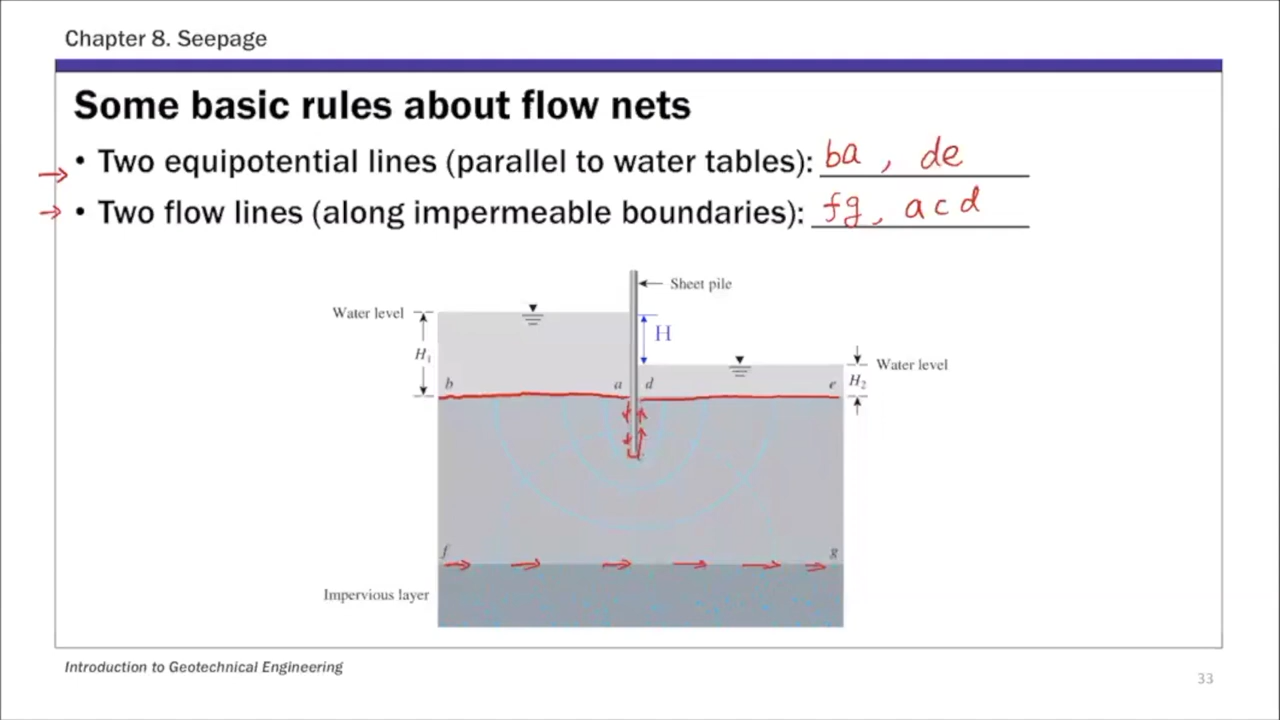 Chapter 8. Seepage
Some basic rules about flow nets
• Two equipotential lines (parallel to water tables): ba , de
• Two flow lines (along impermeable boundaries): fg, acd
Sheet pile
Water level
H
H₁
Water level
b a d e H₂
f g
Impervious layer
Introduction to Geotechnical Engineering
33